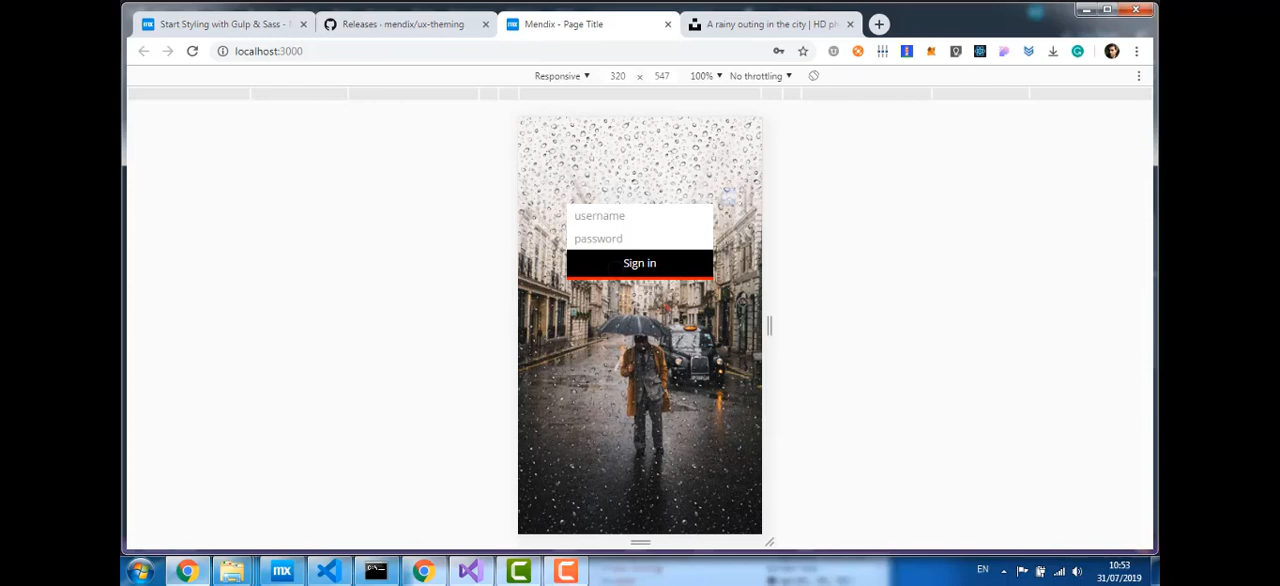 Start Styling with Gulp & Sass -
Releases · mendix/ux-theming
Mendix - Page Title
A rainy outing in the city | HD ph
localhost:3000
Responsive 320 x 547 100% No throttling
username
password
Sign in
mx
EN
10:53
31/07/2019